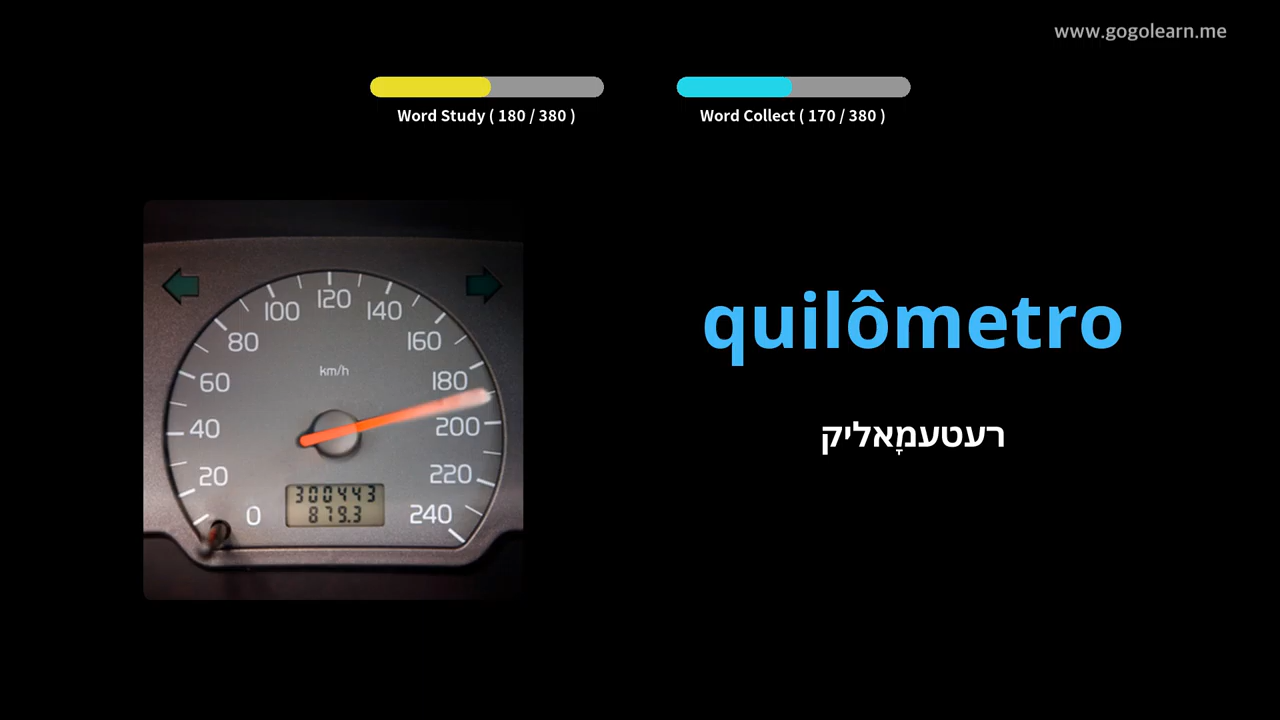 www.gogolearn.me
Word Study ( 180 / 380 )
Word Collect ( 170 / 380 )
quilômetro
רעטעמָאליק
120
100
140
80
160
km/h
60
180
40
200
20
220
300443
0
240
879.3